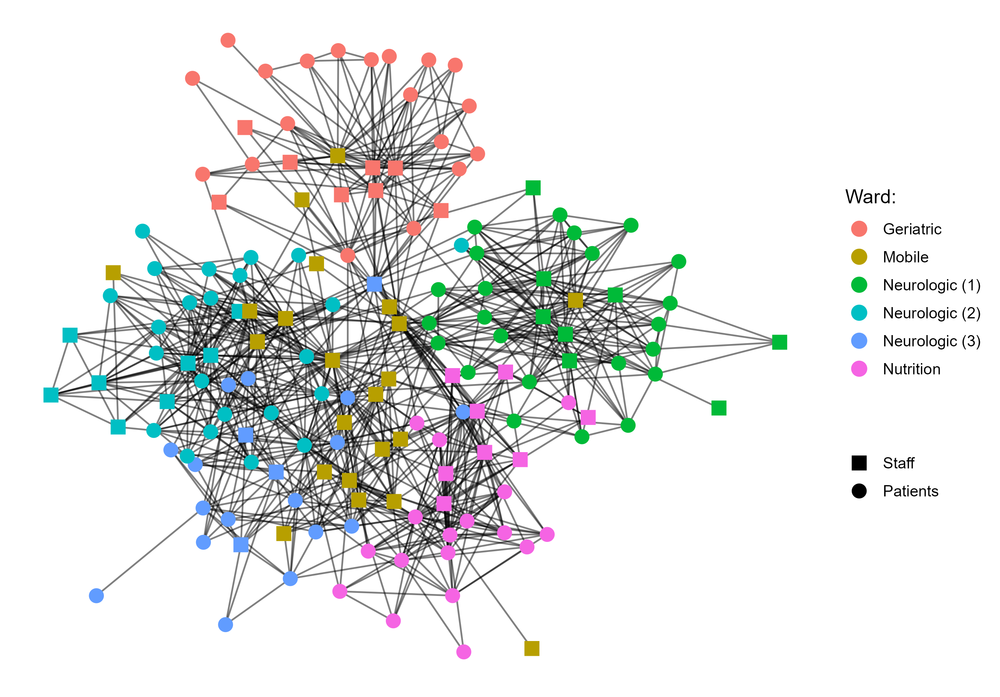 Ward:
Geriatric
Mobile
Neurologic (1)
Neurologic (2)
Neurologic (3)
Nutrition
Staff
Patients